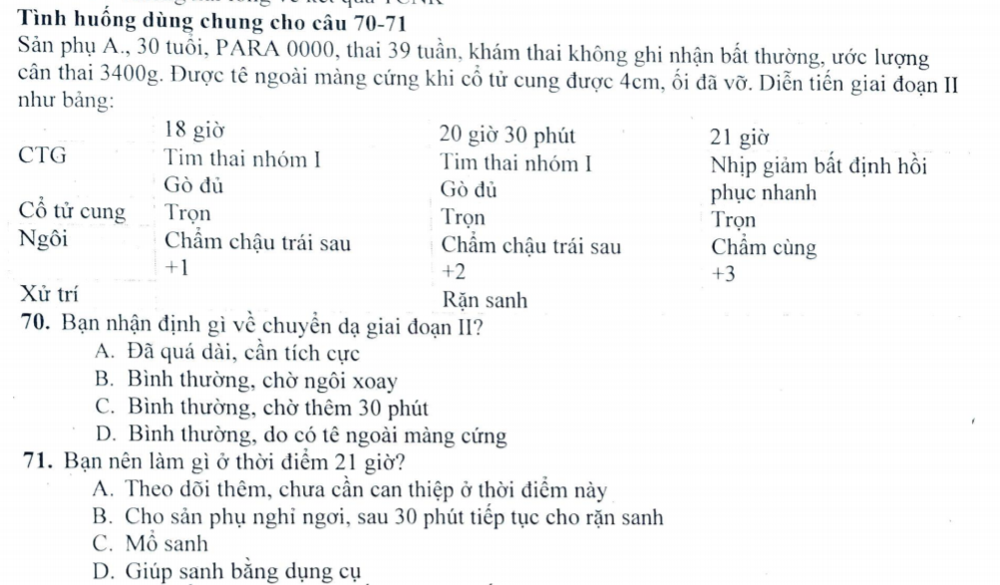 Tình huống dùng chung cho câu 70-71
Sản phụ A., 30 tuổi, PARA 0000, thai 39 tuần, khám thai không ghi nhận bất thường, ước lượng
cân thai 3400g. Được tê ngoài màng cứng khi cổ tử cung được 4cm, ối đã vỡ. Diễn tiến giai đoạn II
như bảng:
18 giờ 20 giờ 30 phút 21 giờ
CTG Tim thai nhóm I Tim thai nhóm I Nhịp giảm bất định hồi
Gò đủ Gò đủ phục nhanh
Cổ tử cung Trọn Trọn Trọn
Ngôi Chẩm chậu trái sau Chẩm chậu trái sau Chẩm cùng
+1 +2 +3
Xử trí Rặn sanh
70. Bạn nhận định gì về chuyển dạ giai đoạn II?
A. Đã quá dài, cần tích cực
B. Bình thường, chờ ngôi xoay
C. Bình thường, chờ thêm 30 phút
D. Bình thường, do có tê ngoài màng cứng
71. Bạn nên làm gì ở thời điểm 21 giờ?
A. Theo dõi thêm, chưa cần can thiệp ở thời điểm này
B. Cho sản phụ nghỉ ngơi, sau 30 phút tiếp tục cho rặn sanh
C. Mổ sanh
D. Giúp sanh bằng dụng cụ